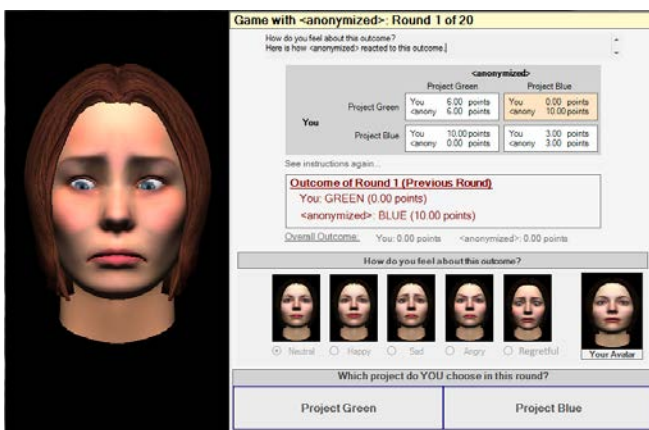 Game with <anonymized>: Round 1 of 20
How do you feel about this outcome?
Here is how <anonymized> reacted to this outcome.
<anonymized>
Project Green Project Blue
You
Project Green
You 6.00 points
<anony 6.00 points
You 0.00 points
<anony 10.00 points
Project Blue
You 10.00 points
<anony 0.00 points
You 3.00 points
<anony 3.00 points
See instructions again...
Outcome of Round 1 (Previous Round)
You: GREEN (0.00 points)
<anonymized>: BLUE (10.00 points)
Overall Outcome: You: 0.00 points <anonymized>: 0.00 points
How do you feel about this outcome?
Neutral Happy Sad Angry Regretful
Your Avatar
Which project do YOU choose in this round?
Project Green Project Blue